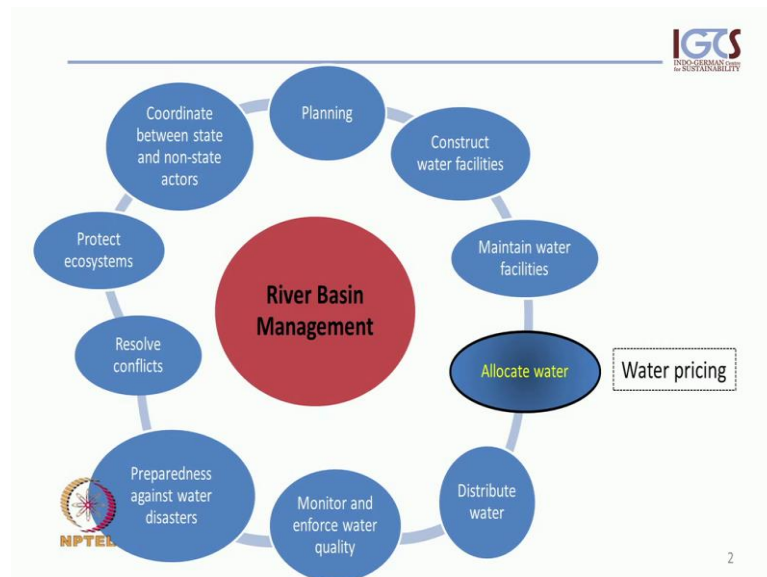 IGCS
INDO-GERMAN Centre
for SUSTAINABILITY
Planning
Construct
water facilities
Maintain water
facilities
Allocate water
Water pricing
Distribute
water
Monitor and
enforce water
quality
Preparedness
against water
disasters
Resolve
conflicts
Protect
ecosystems
Coordinate
between state
and non-state
actors
River Basin
Management
NPTEL
2